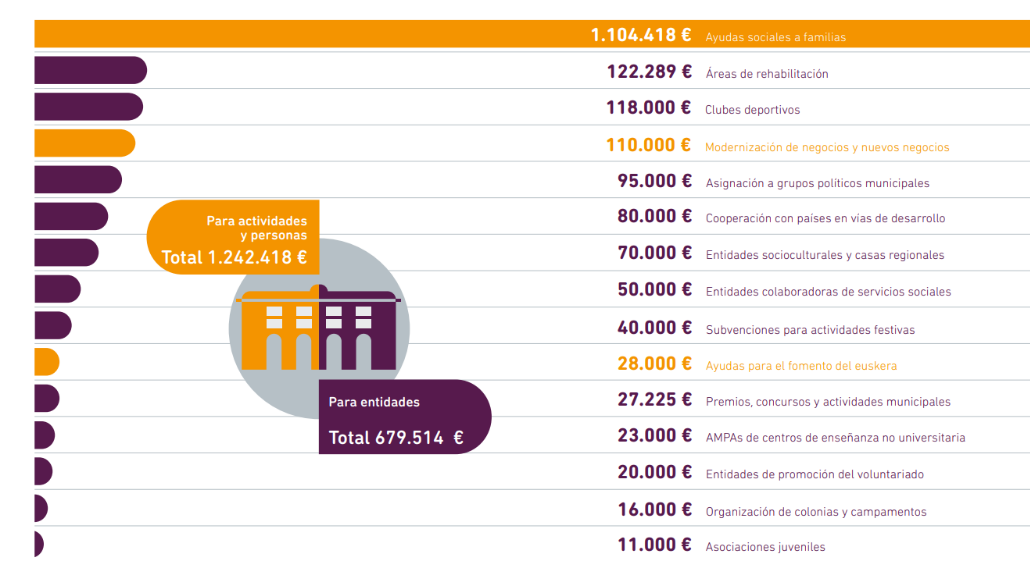 1.104.418 € Ayudas sociales a familias
122.289 € Áreas de rehabilitación
118.000 € Clubes deportivos
110.000 € Modernización de negocios y nuevos negocios
95.000 € Asignación a grupos políticos municipales
80.000 € Cooperación con países en vías de desarrollo
70.000 € Entidades socioculturales y casas regionales
50.000 € Entidades colaboradoras de servicios sociales
40.000 € Subvenciones para actividades festivas
28.000 € Ayudas para el fomento del euskera
27.225 € Premios, concursos y actividades municipales
23.000 € AMPAs de centros de enseñanza no universitaria
20.000 € Entidades de promoción del voluntariado
16.000 € Organización de colonias y campamentos
11.000 € Asociaciones juveniles
Para actividades
y personas
Total 1.242.418 €
Para entidades
Total 679.514 €